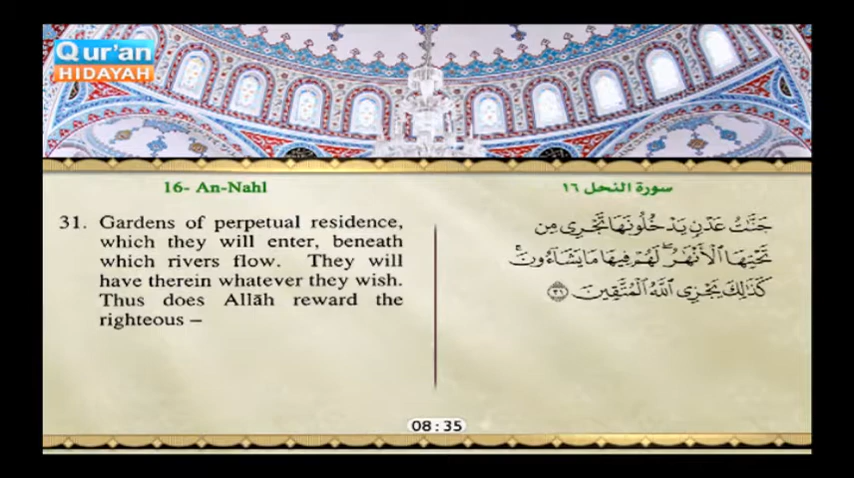 Qur'an
HIDAYAH
16- An-Nahl
31. Gardens of perpetual residence,
which they will enter, beneath
which rivers flow. They will
have therein whatever they wish.
Thus does Allāh reward the
righteous –
سورة النحل ١٦
جَنَّٰتُ عَدْنٍ يَدْخُلُونَهَا تَجْرِي مِن
تَحْتِهَا ٱلْأَنْهَٰرُ ۖ لَهُمْ فِيهَا مَا يَشَآءُونَ ۚ
كَذَٰلِكَ يَجْزِي ٱللَّهُ ٱلْمُتَّقِينَ ٣١
08 : 35